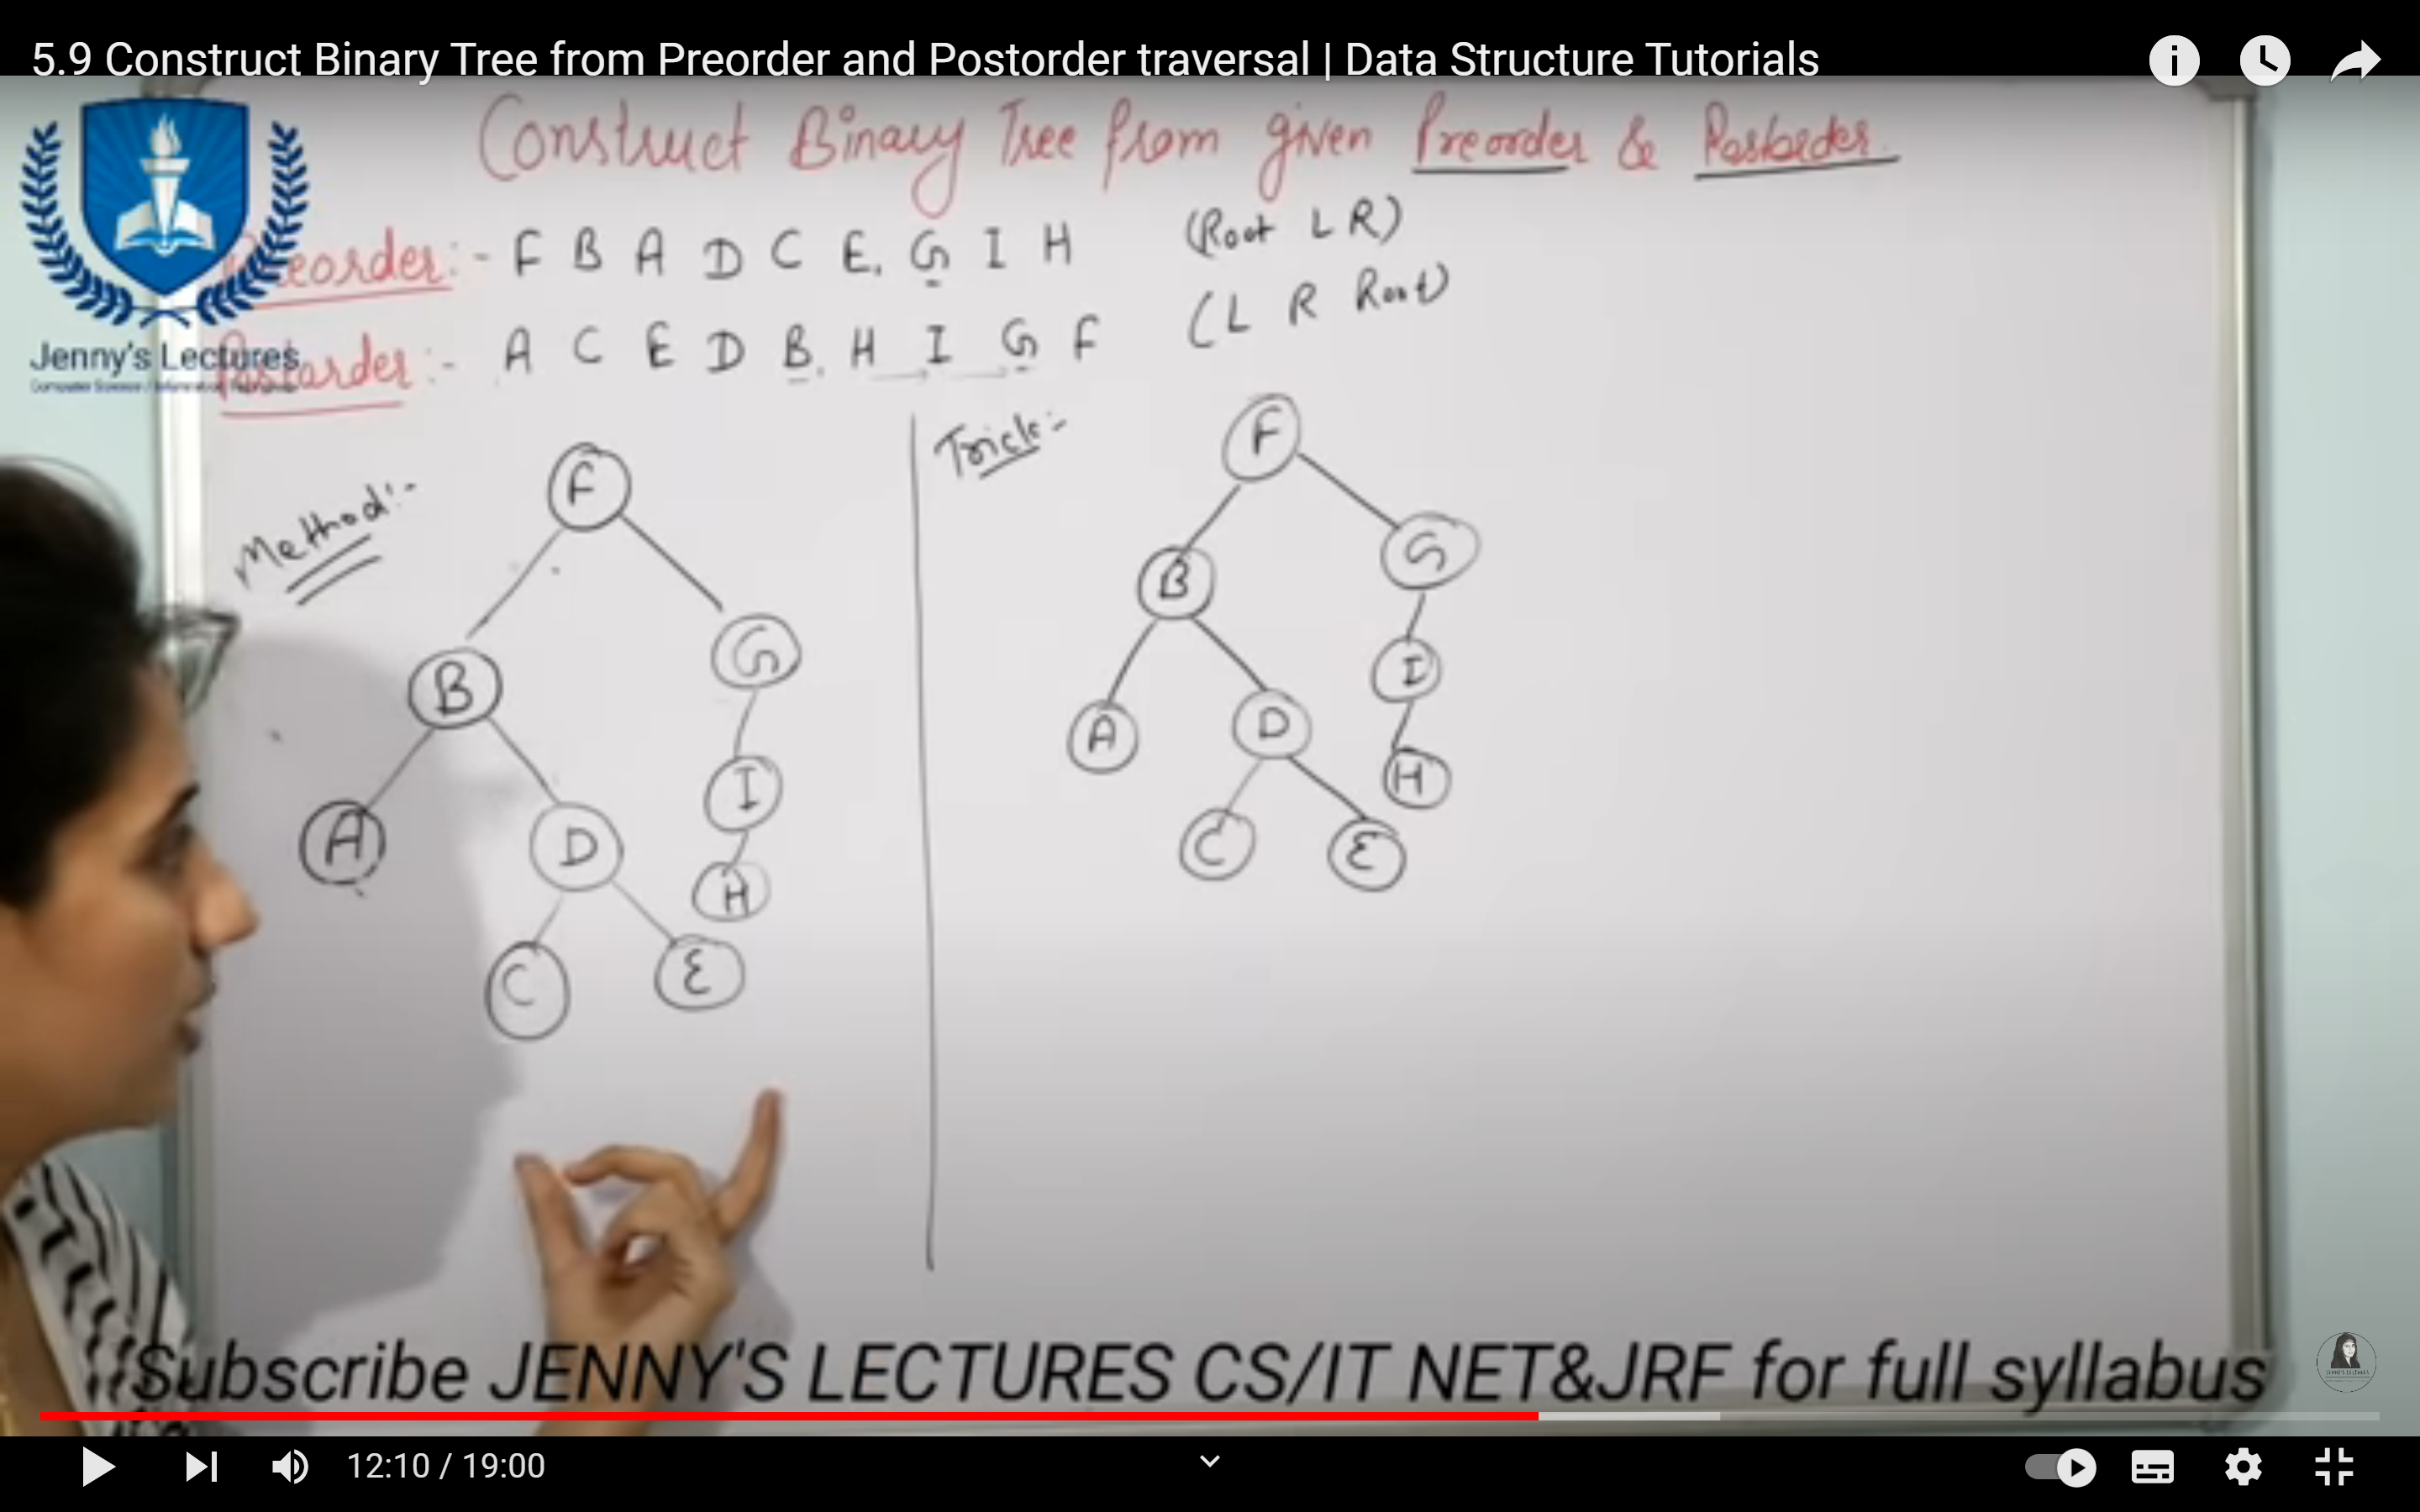 5.9 Construct Binary Tree from Preorder and Postorder traversal | Data Structure Tutorials
Construct Binary Tree from given Preorder & Postorder.
Preorder:- F B A D C E, G I H (Root L R)
Postorder:- A C E D B, H I G F (L R Root)
Jenny's Lectures
Method:-
F
B G
A D I
H
C E
Trick:-
F
B G
I
A D
H
C E
Subscribe JENNY'S LECTURES CS/IT NET&JRF for full syllabus
12:10 / 19:00